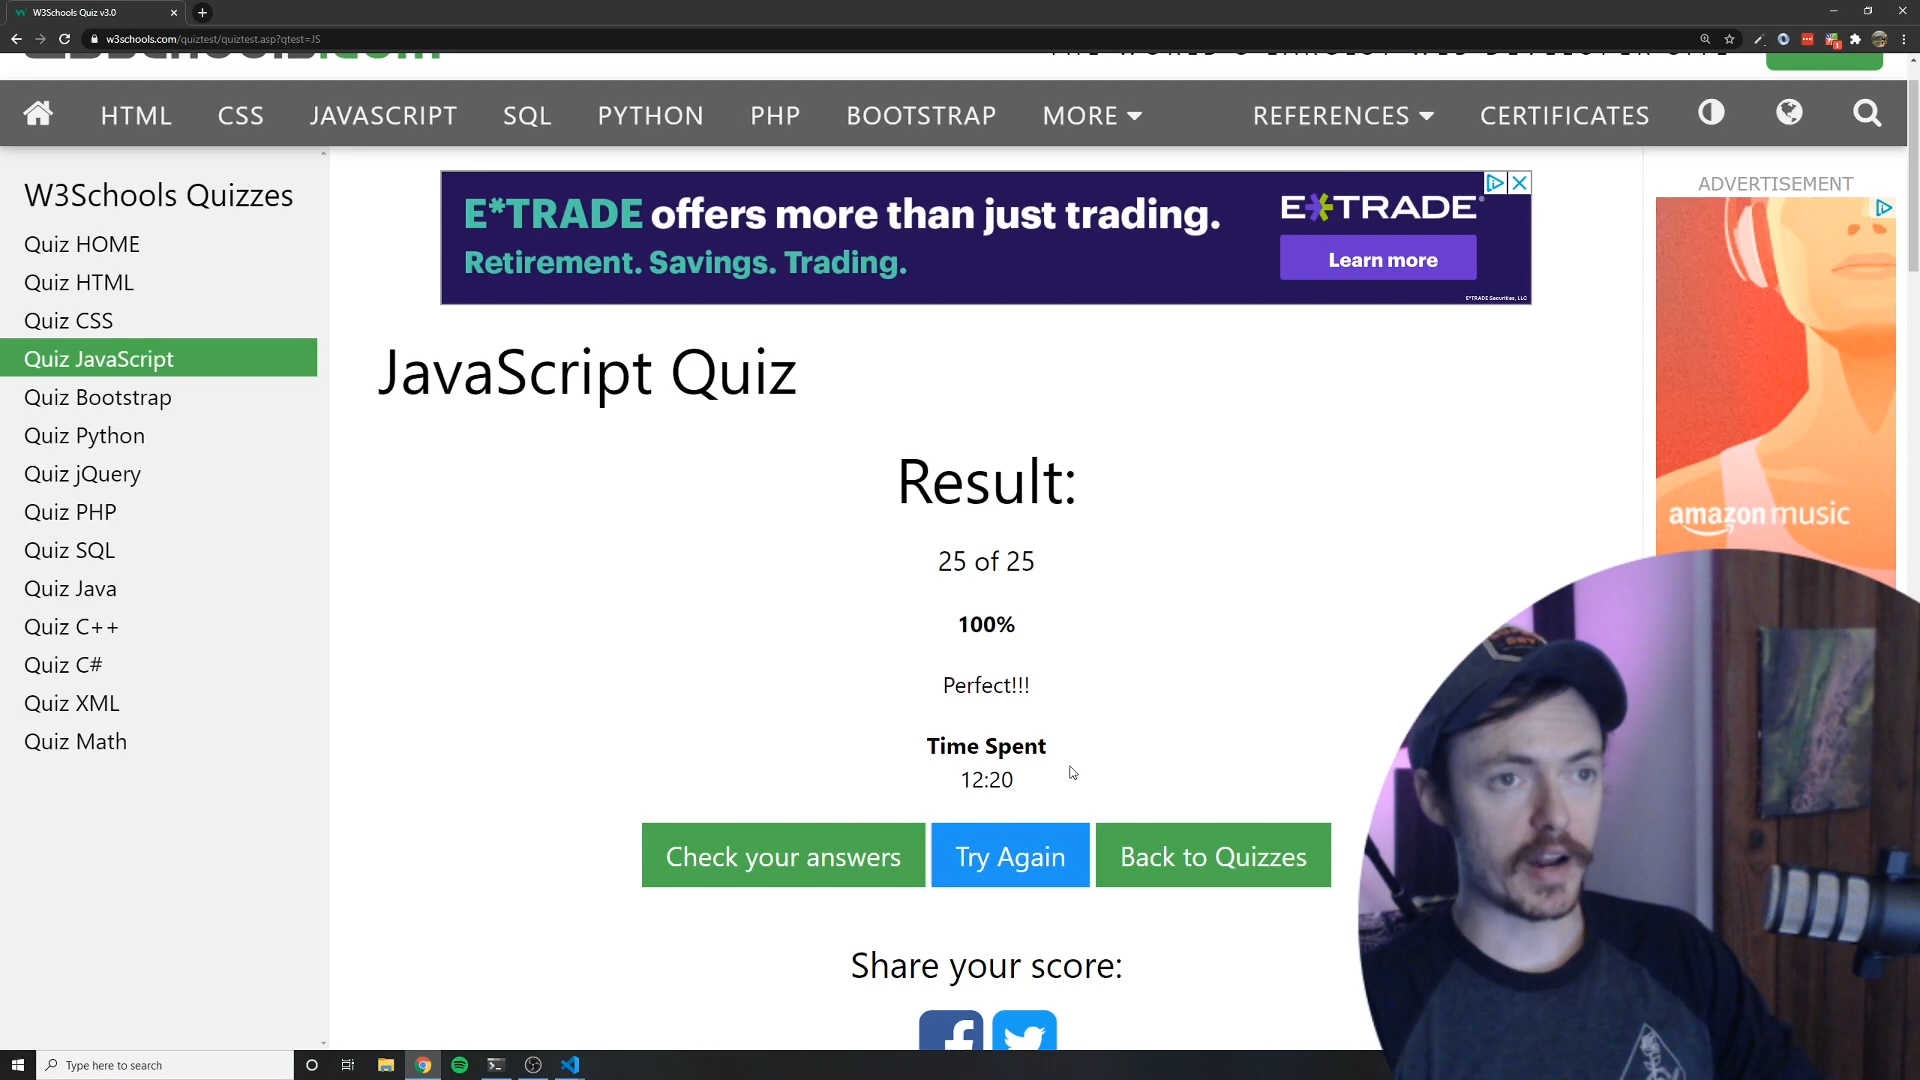 W3Schools Quiz v3.0
w3schools.com/quiztest/quiztest.asp?qtest=JS
HTML
CSS
JAVASCRIPT
SQL
PYTHON
PHP
BOOTSTRAP
MORE
REFERENCES
CERTIFICATES
W3Schools Quizzes
Quiz HOME
Quiz HTML
Quiz CSS
Quiz JavaScript
Quiz Bootstrap
Quiz Python
Quiz jQuery
Quiz PHP
Quiz SQL
Quiz Java
Quiz C++
Quiz C#
Quiz XML
Quiz Math
E*TRADE offers more than just trading.
Retirement. Savings. Trading.
E*TRADE
Learn more
E*TRADE Securities, LLC
ADVERTISEMENT
amazon music
JavaScript Quiz
Result:
25 of 25
100%
Perfect!!!
Time Spent
12:20
Check your answers
Try Again
Back to Quizzes
Share your score:
Type here to search